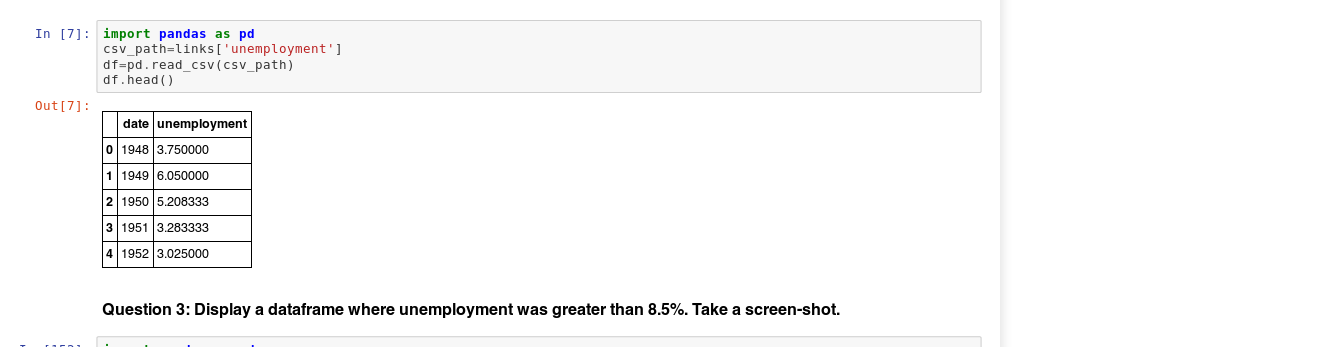 In [7]: import pandas as pd
csv_path=links['unemployment']
df=pd.read_csv(csv_path)
df.head()
Out[7]:
date unemployment
0 1948 3.750000
1 1949 6.050000
2 1950 5.208333
3 1951 3.283333
4 1952 3.025000
Question 3: Display a dataframe where unemployment was greater than 8.5%. Take a screen-shot.